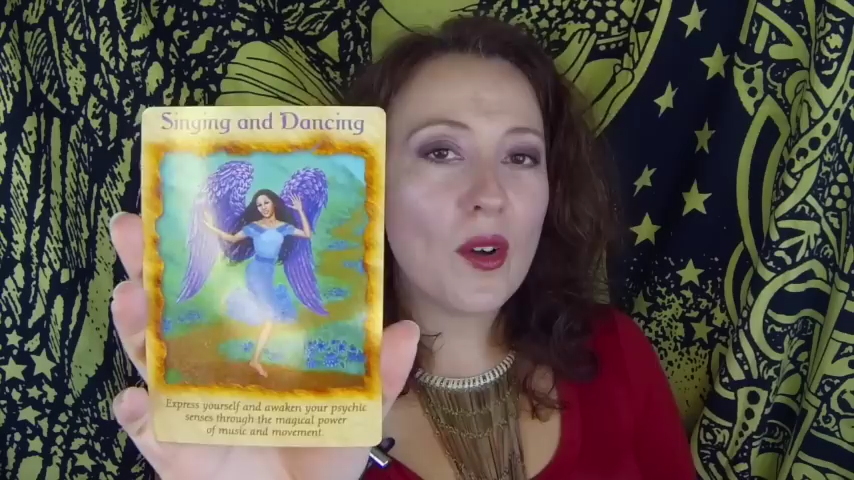 Singing and Dancing
Express yourself and awaken your psychic
senses through the magical power
of music and movement.